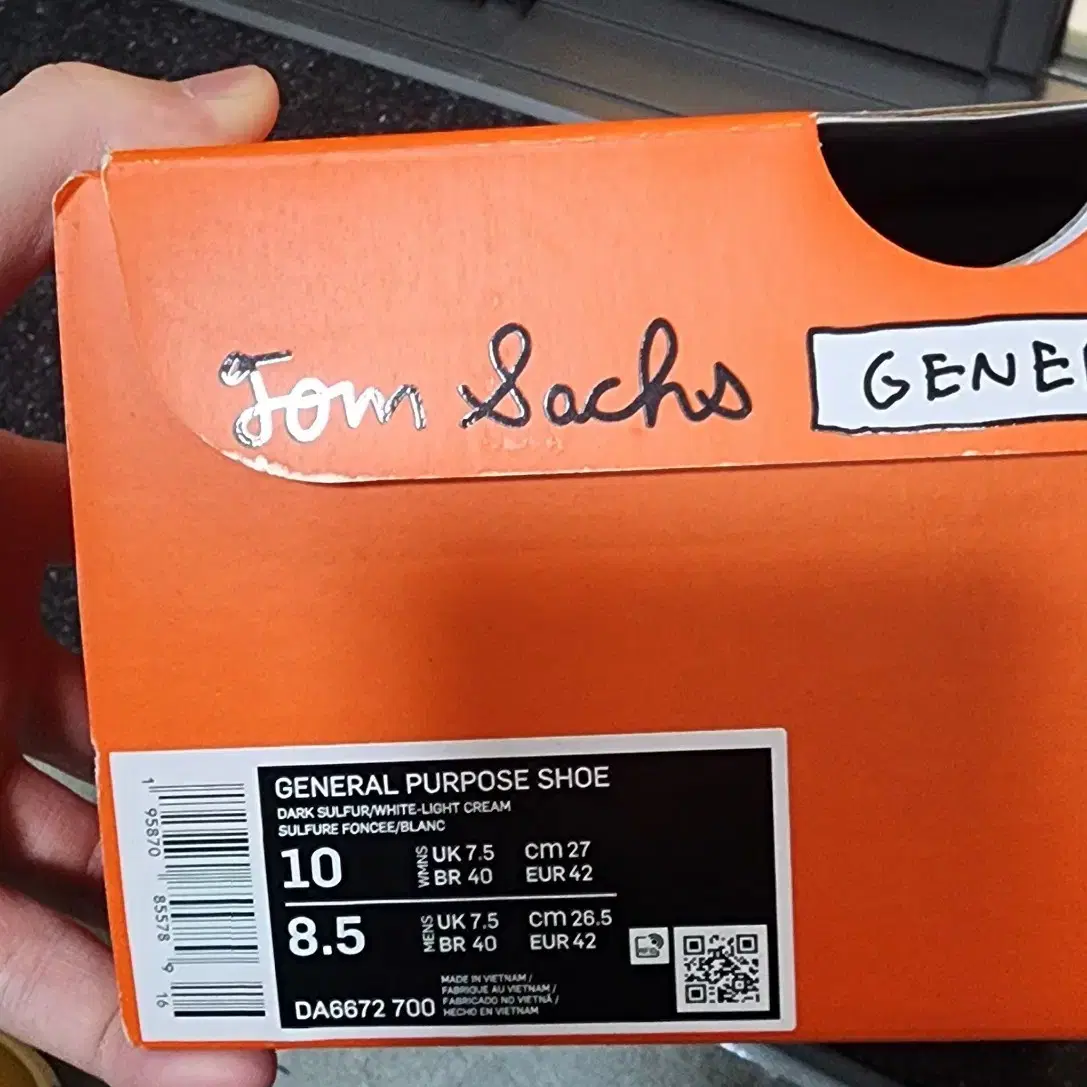 Tom Sachs
GENE
GENERAL PURPOSE SHOE
DARK SULFUR/WHITE-LIGHT CREAM
SULFURE FONCEE/BLANC
10 WMNS UK 7.5 cm 27
BR 40 EUR 42
8.5 MENS UK 7.5 cm 26.5
BR 40 EUR 42
MADE IN VIETNAM /
FABRIQUE AU VIETNAM /
DA6672 700 FABRICADO NO VIETNÃ /
HECHO EN VIETNAM
1 95870 85578 9 16